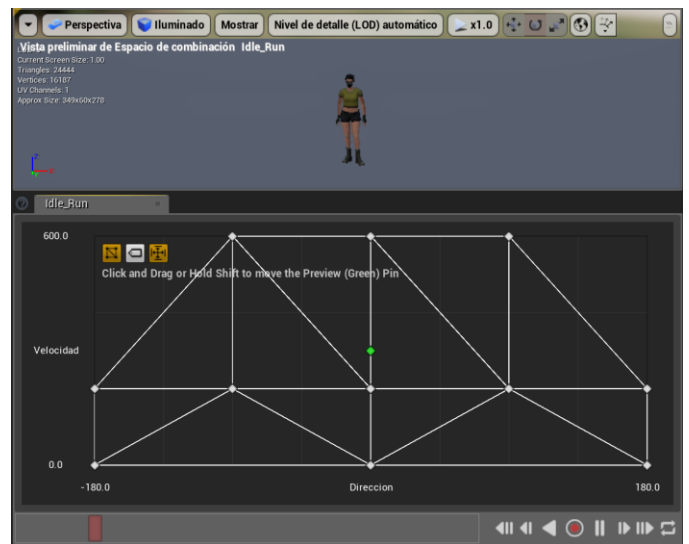 Perspectiva Iluminado Mostrar Nivel de detalle (LOD) automático x1.0
Vista preliminar de Espacio de combinación Idle_Run
Current Screen Size: 1.00
Triangles: 24444
Vertices: 16187
UV Channels: 1
Approx Size: 349x60x278
Z
X
Idle_Run
600.0
Click and Drag or Hold Shift to move the Preview (Green) Pin
Velocidad
0.0
-180.0 Direccion 180.0